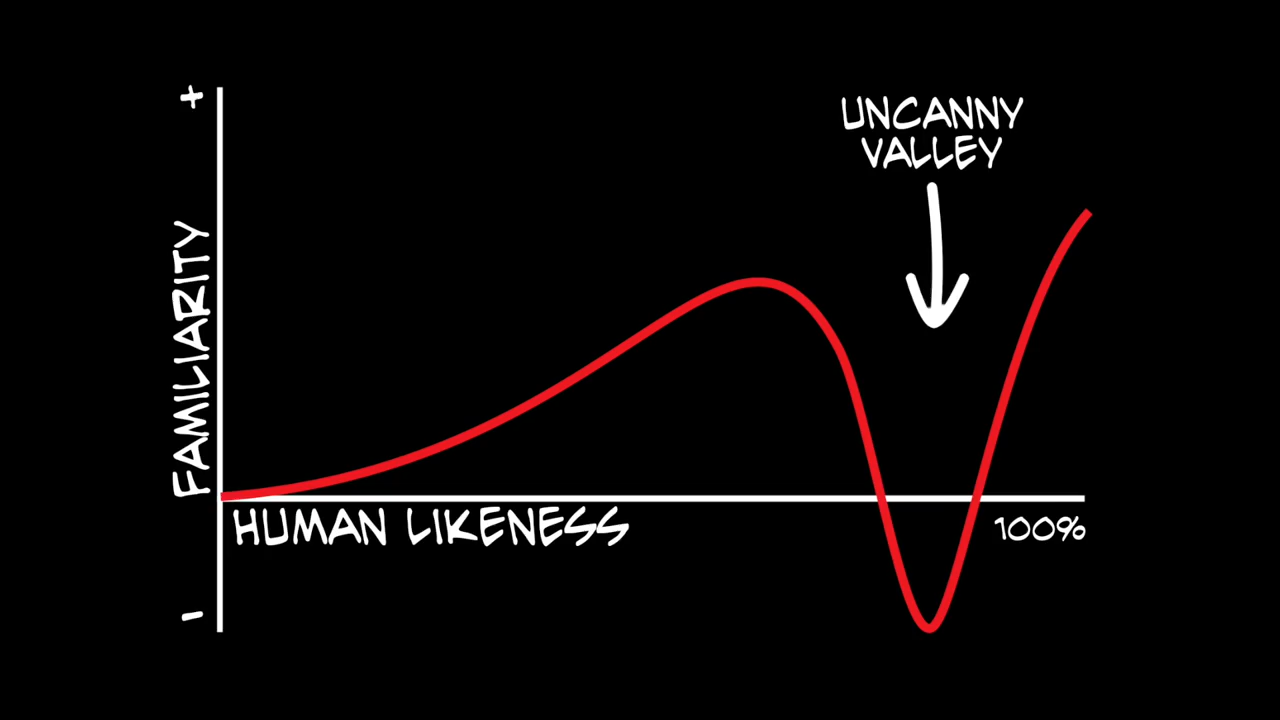 +
UNCANNY
VALLEY
FAMILIARITY
HUMAN LIKENESS
100%
-